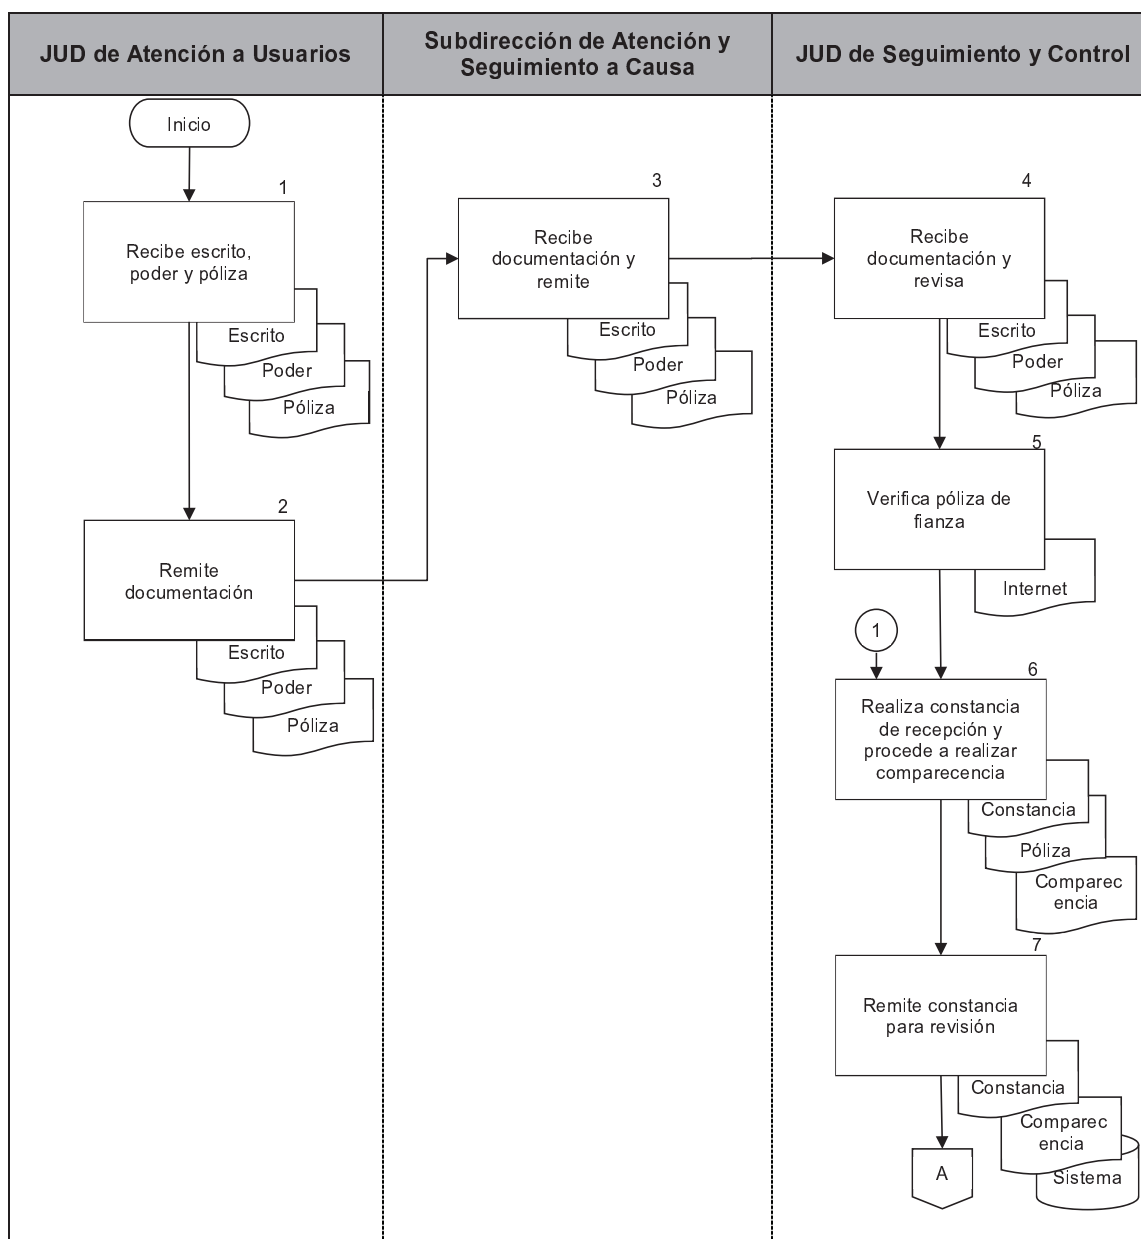 JUD de Atención a Usuarios
Subdirección de Atención y
Seguimiento a Causa
JUD de Seguimiento y Control
Inicio
1
Recibe escrito,
poder y póliza
Escrito
Poder
Póliza
2
Remite
documentación
Escrito
Poder
Póliza
3
Recibe
documentación y
remite
Escrito
Poder
Póliza
4
Recibe
documentación y
revisa
Escrito
Poder
Póliza
5
Verifica póliza de
fianza
Internet
1
6
Realiza constancia
de recepción y
procede a realizar
comparecencia
Constancia
Póliza
Comparec
encia
7
Remite constancia
para revisión
Constancia
Comparec
encia
Sistema
A